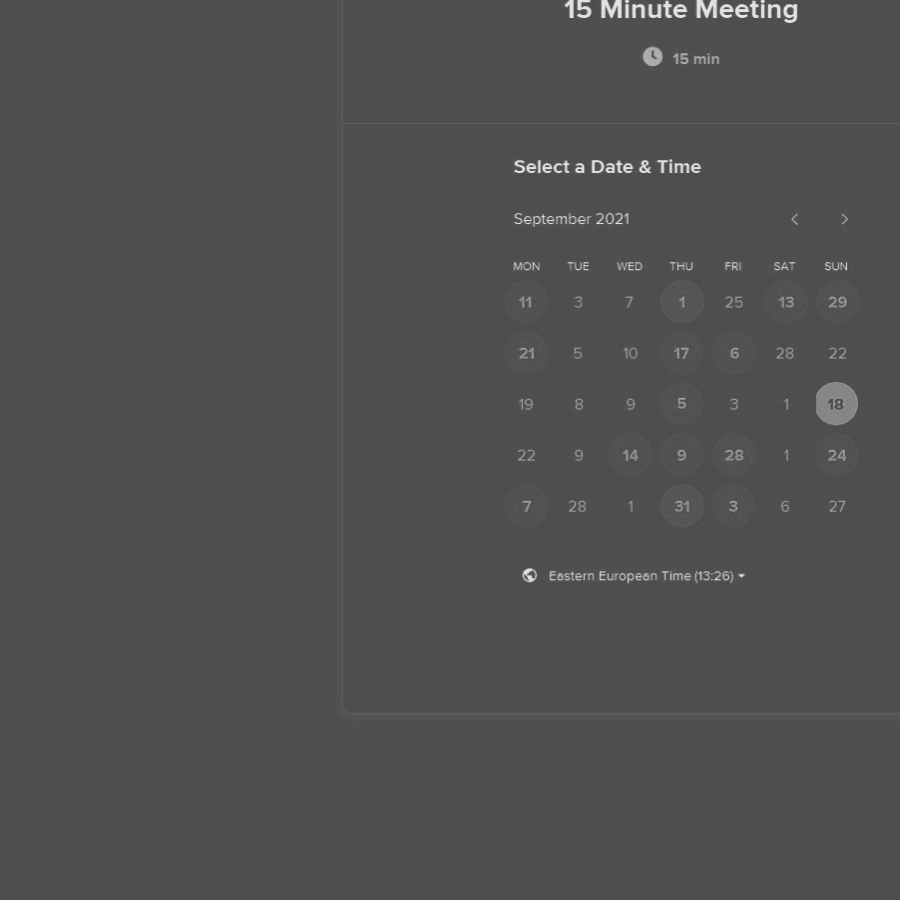 15 Minute Meeting
15 min
Select a Date & Time
September 2021
MON TUE WED THU FRI SAT SUN
11 3 7 1 25 13 29
21 5 10 17 6 28 22
19 8 9 5 3 1 18
22 9 14 9 28 1 24
7 28 1 31 3 6 27
Eastern European Time (13:26)